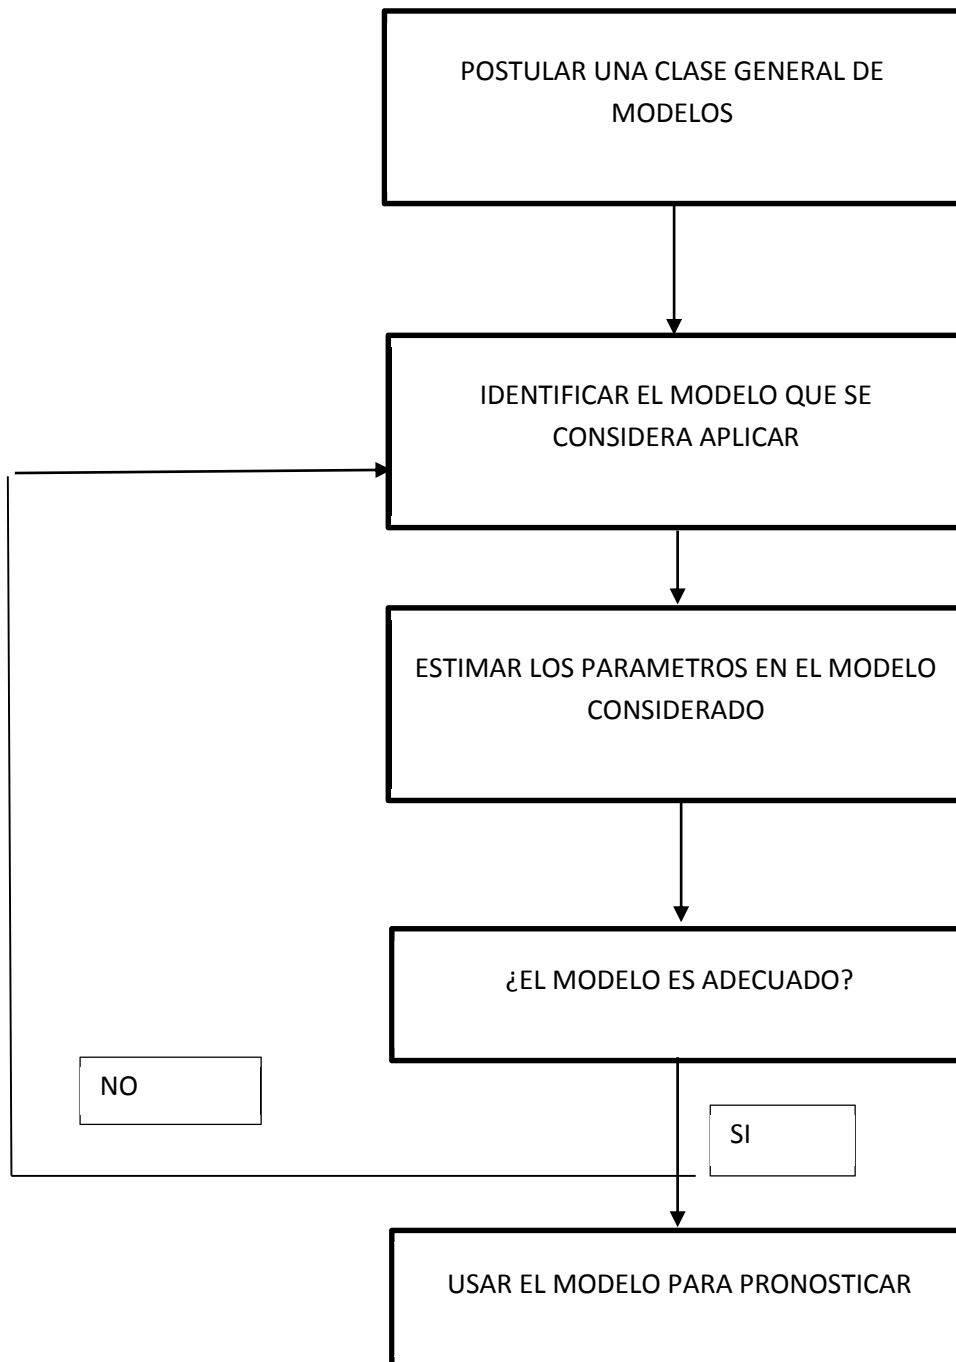 POSTULAR UNA CLASE GENERAL DE
MODELOS
IDENTIFICAR EL MODELO QUE SE
CONSIDERA APLICAR
ESTIMAR LOS PARAMETROS EN EL MODELO
CONSIDERADO
¿EL MODELO ES ADECUADO?
NO
SI
USAR EL MODELO PARA PRONOSTICAR